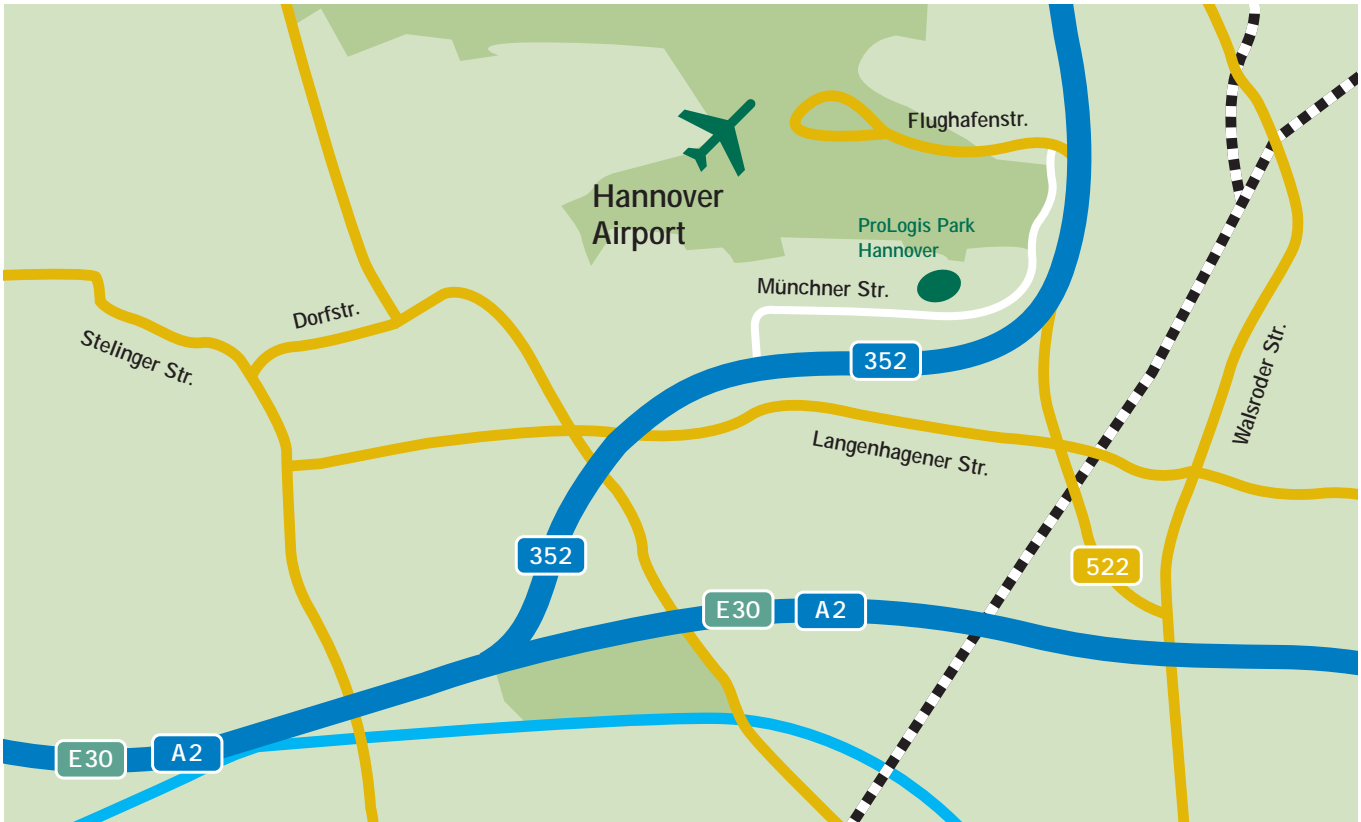 Flughafenstr.
Hannover
Airport
ProLogis Park
Hannover
Münchner Str.
Dorfstr.
Stelinger Str.
352
Walsroder Str.
Langenhagener Str.
352
522
E30
A2
E30
A2